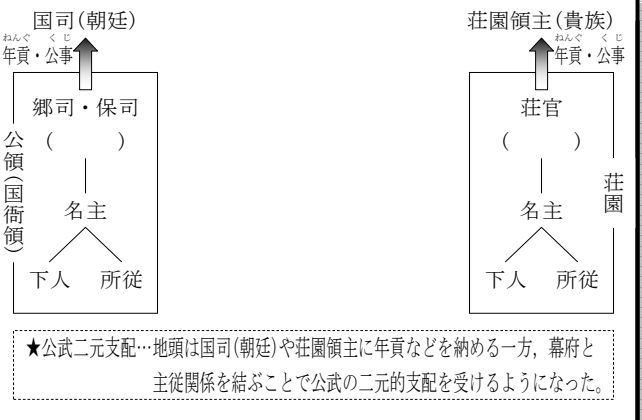 国司(朝廷)
ねんぐ くじ
年貢・公事
郷司・保司
( )
名主
下人 所従
公領(国衙領)
荘園領主(貴族)
ねんぐ くじ
年貢・公事
荘官
( )
名主
下人 所従
荘園
★公武二元支配…地頭は国司(朝廷)や荘園領主に年貢などを納める一方，幕府と
主従関係を結ぶことで公武の二元的支配を受けるようになった。